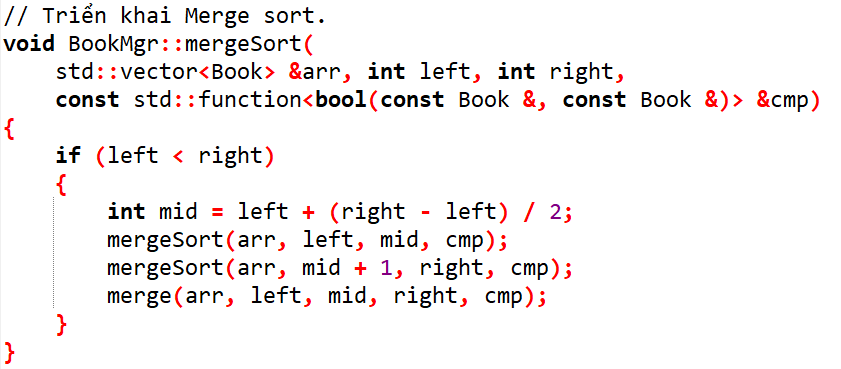 // Triển khai Merge sort.
void BookMgr::mergeSort(
    std::vector<Book> &arr, int left, int right,
    const std::function<bool(const Book &, const Book &)> &cmp)
{
    if (left < right)
    {
        int mid = left + (right - left) / 2;
        mergeSort(arr, left, mid, cmp);
        mergeSort(arr, mid + 1, right, cmp);
        merge(arr, left, mid, right, cmp);
    }
}